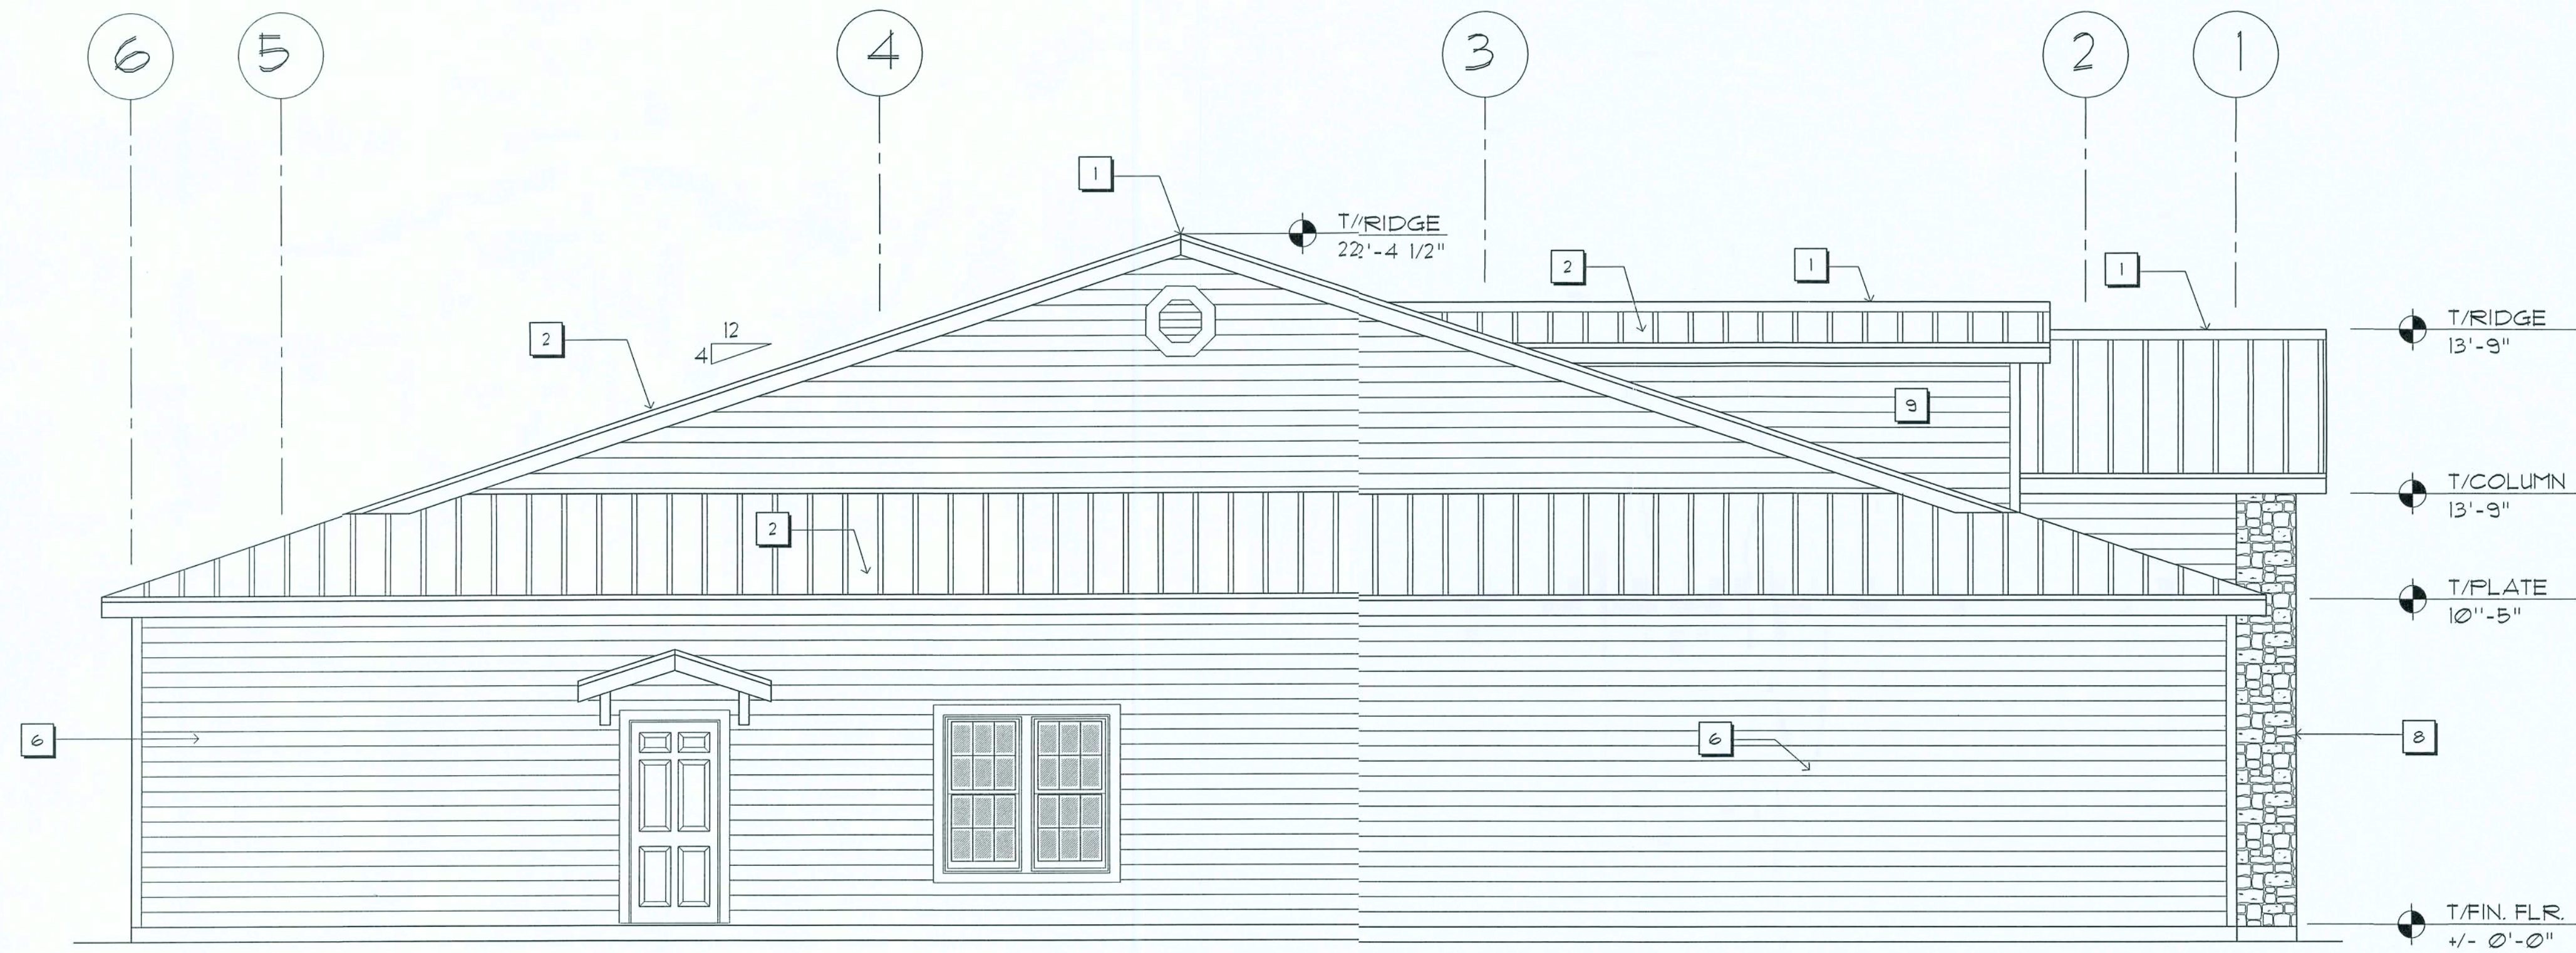 6 5 4 3 2 1
1
T/RIDGE
22'-4 1/2"
2 1 1
2
12
4
T/RIDGE
13'-9"
9
T/COLUMN
13'-9"
2
T/PLATE
10"-5"
6
6
8
T/FIN. FLR.
+/- 0'-0"